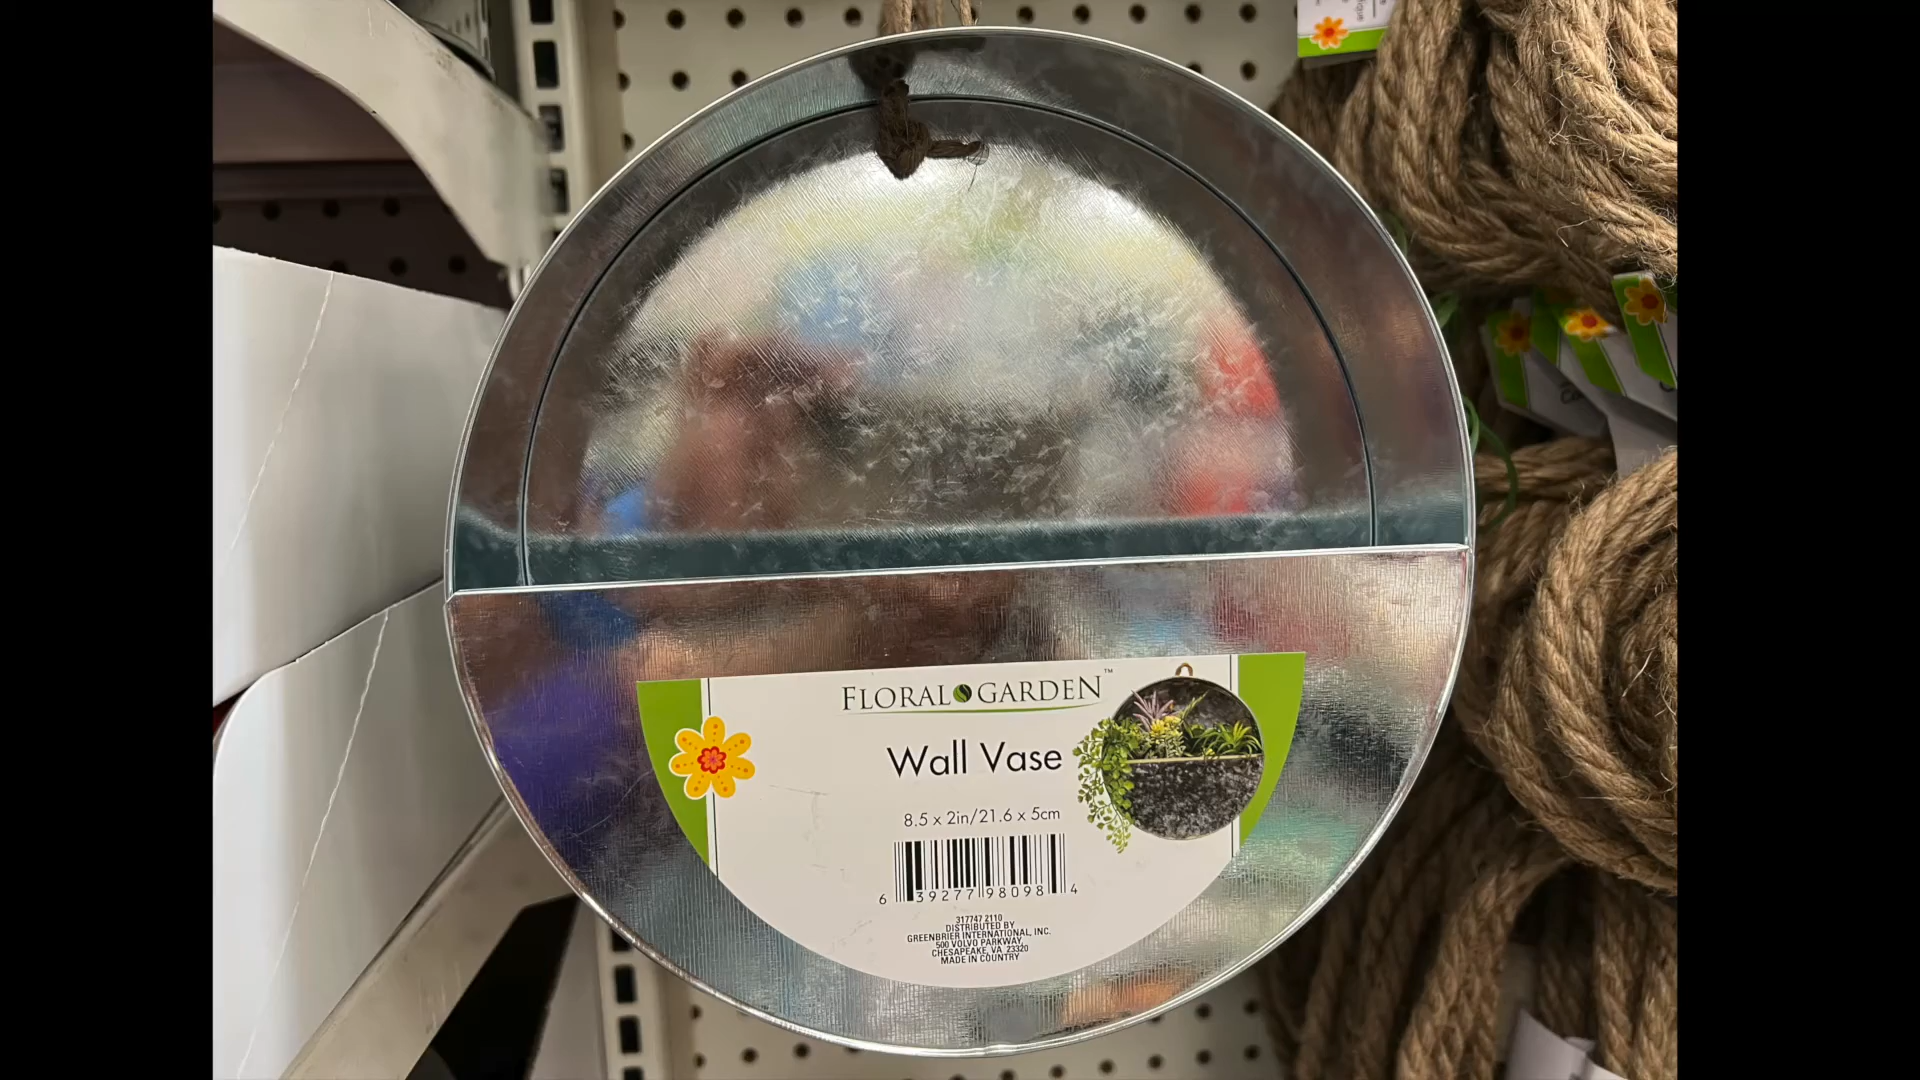 FLORAL GARDEN™
Wall Vase
8.5 x 2in/21.6 x 5cm
6 39277 98098 4
317747 2110
DISTRIBUTED BY
GREENBRIER INTERNATIONAL, INC.
500 VOLVO PARKWAY,
CHESAPEAKE, VA 23320
MADE IN COUNTRY